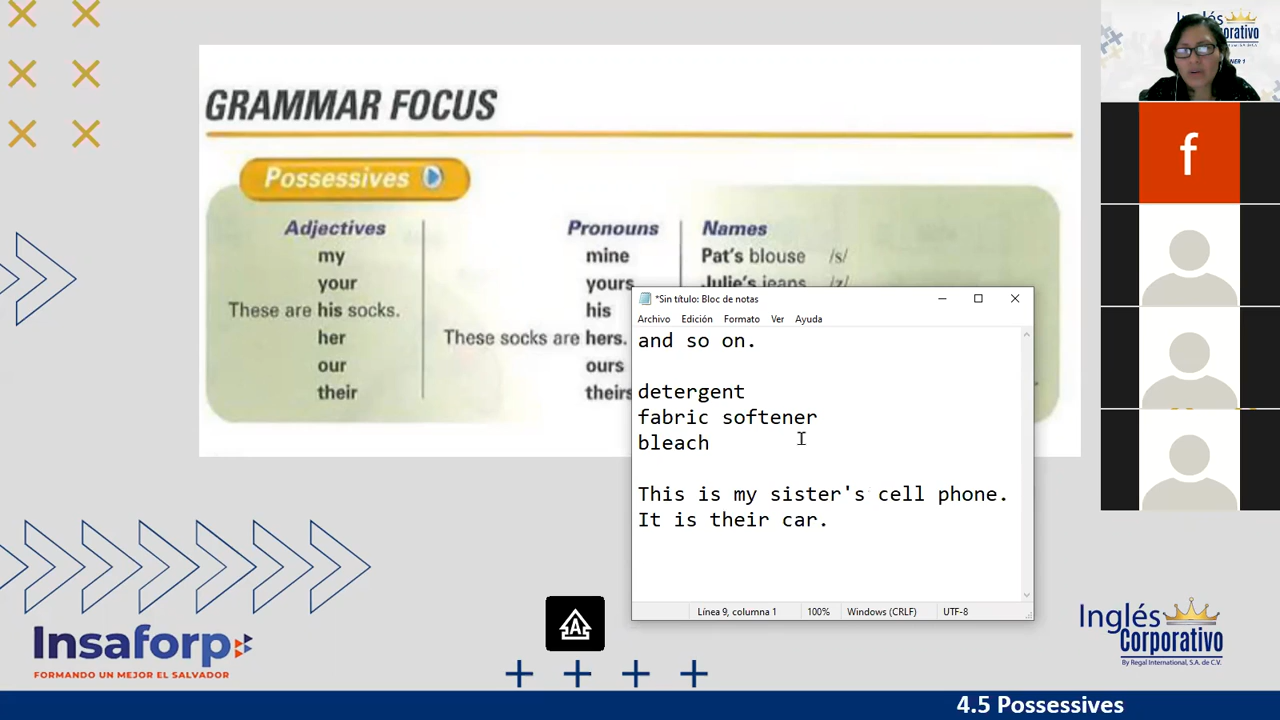 GRAMMAR FOCUS
Possessives
Adjectives
my
your
These are his socks.
her
our
their
Pronouns
mine
yours
his
These socks are hers.
ours
theirs
Names
Pat's blouse /s/
Julie's jeans /z/
*Sin título: Bloc de notas
Archivo Edición Formato Ver Ayuda
and so on.
detergent
fabric softener
bleach
This is my sister's cell phone.
It is their car.
Línea 9, columna 1 100% Windows (CRLF) UTF-8
f
A
Insaforp
FORMANDO UN MEJOR EL SALVADOR
Inglés
Corporativo
By Regal International, S.A. de C.V.
4.5 Possessives